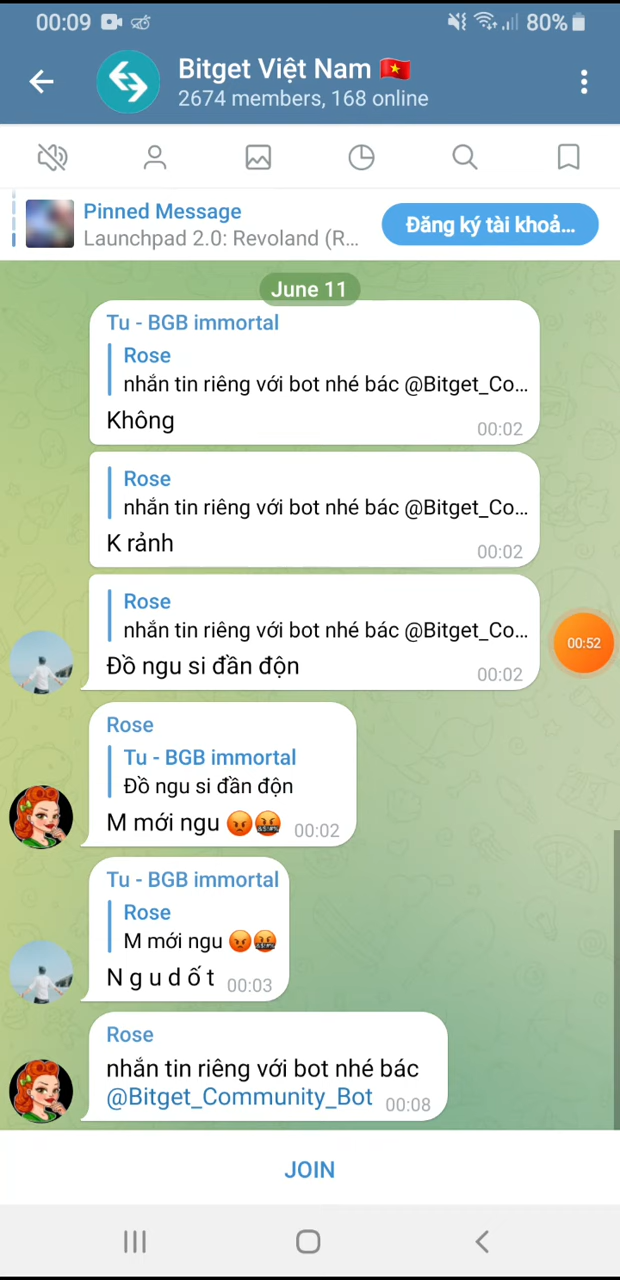 00:09
80%
Bitget Việt Nam 🇻🇳
2674 members, 168 online
Pinned Message
Launchpad 2.0: Revoland (R...
Đăng ký tài khoả...
June 11
Tu - BGB immortal
Rose
nhắn tin riêng với bot nhé bác @Bitget_Co...
Không
00:02
Rose
nhắn tin riêng với bot nhé bác @Bitget_Co...
K rảnh
00:02
Rose
nhắn tin riêng với bot nhé bác @Bitget_Co...
00:52
Đồ ngu si đần độn
00:02
Rose
Tu - BGB immortal
Đồ ngu si đần độn
M mới ngu 😡🤬
00:02
Tu - BGB immortal
Rose
M mới ngu 😡🤬
N g u d ố t
00:03
Rose
nhắn tin riêng với bot nhé bác
@Bitget_Community_Bot
00:08
JOIN